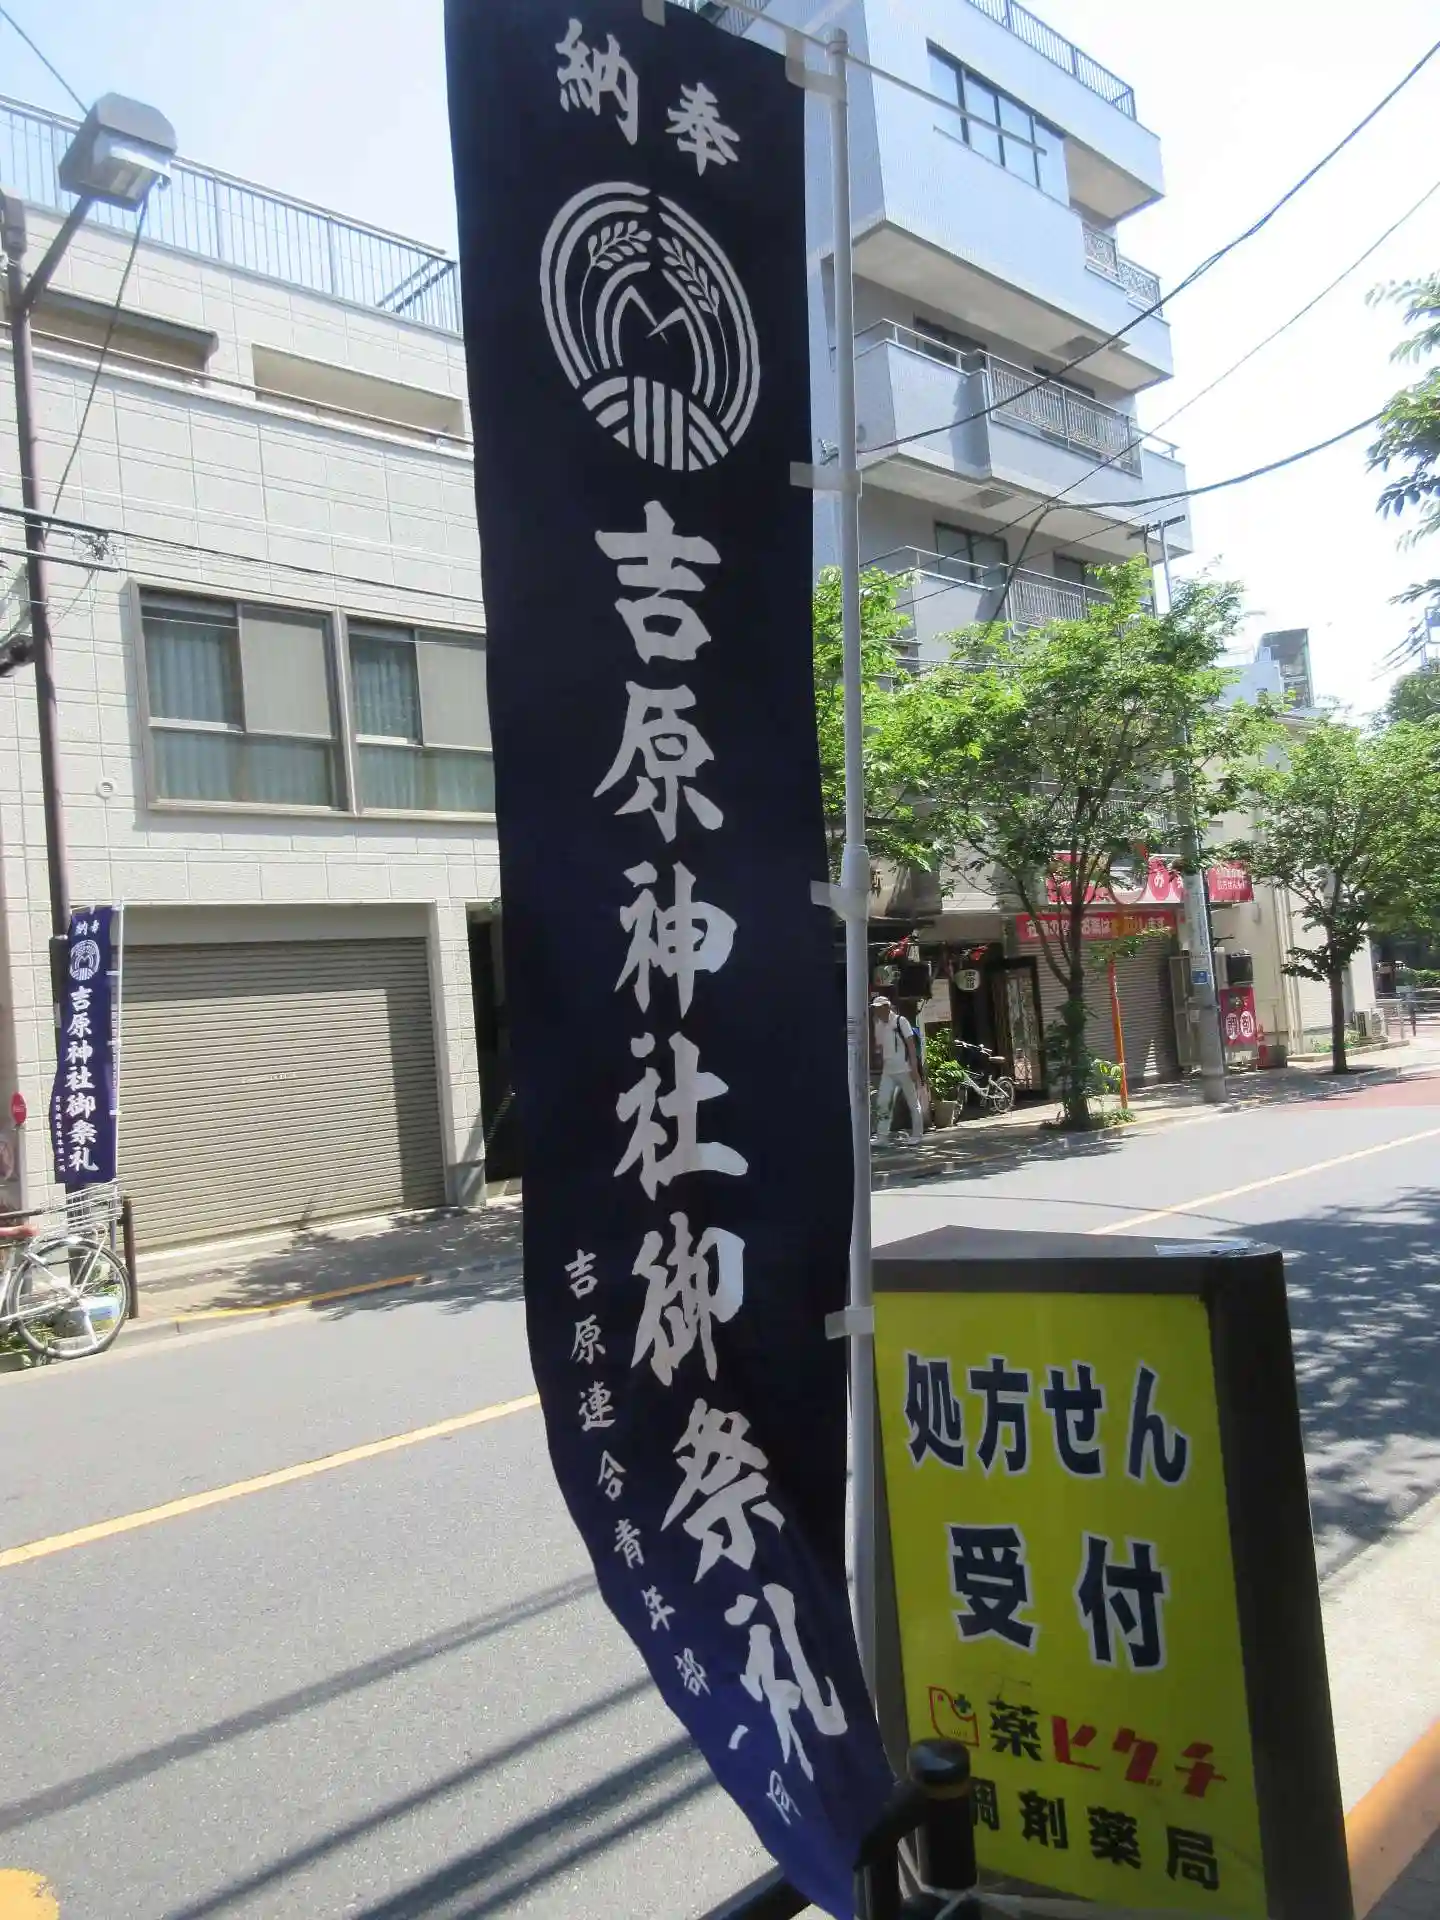 奉納
吉原神社御祭礼
吉原連合青年部一同
奉納
吉原神社御祭礼
処方せん
受付
薬ヒグチ
調剤薬局